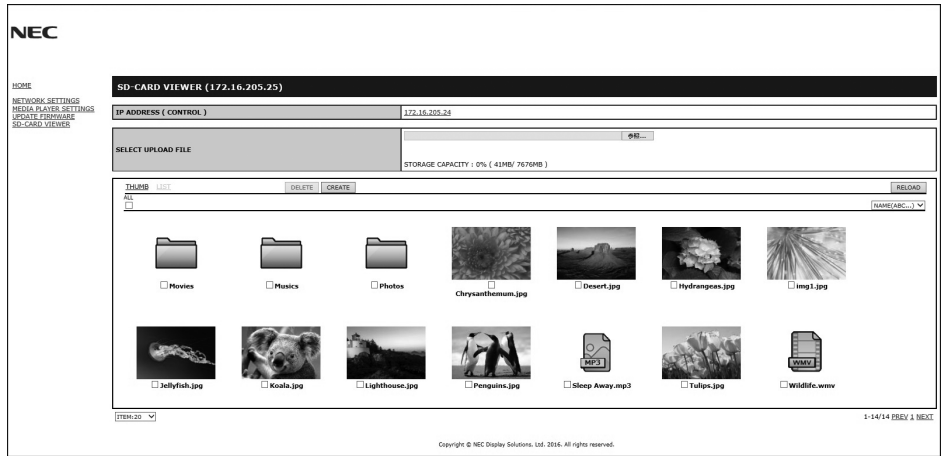 NEC
HOME
NETWORK SETTINGS
MEDIA PLAYER SETTINGS
UPDATE FIRMWARE
SD-CARD VIEWER
SD-CARD VIEWER (172.16.205.25)
IP ADDRESS ( CONTROL ) 172.16.205.24
SELECT UPLOAD FILE
参照...
STORAGE CAPACITY : 0% ( 41MB/ 7676MB )
THUMB LIST DELETE CREATE RELOAD
ALL
NAME(ABC...)
Movies Musics Photos Chrysanthemum.jpg Desert.jpg Hydrangeas.jpg img1.jpg
MP3 WMV
Jellyfish.jpg Koala.jpg Lighthouse.jpg Penguins.jpg Sleep Away.mp3 Tulips.jpg Wildlife.wmv
ITEM:20 1-14/14 PREV 1 NEXT
Copyright © NEC Display Solutions. Ltd. 2016. All rights reserved.